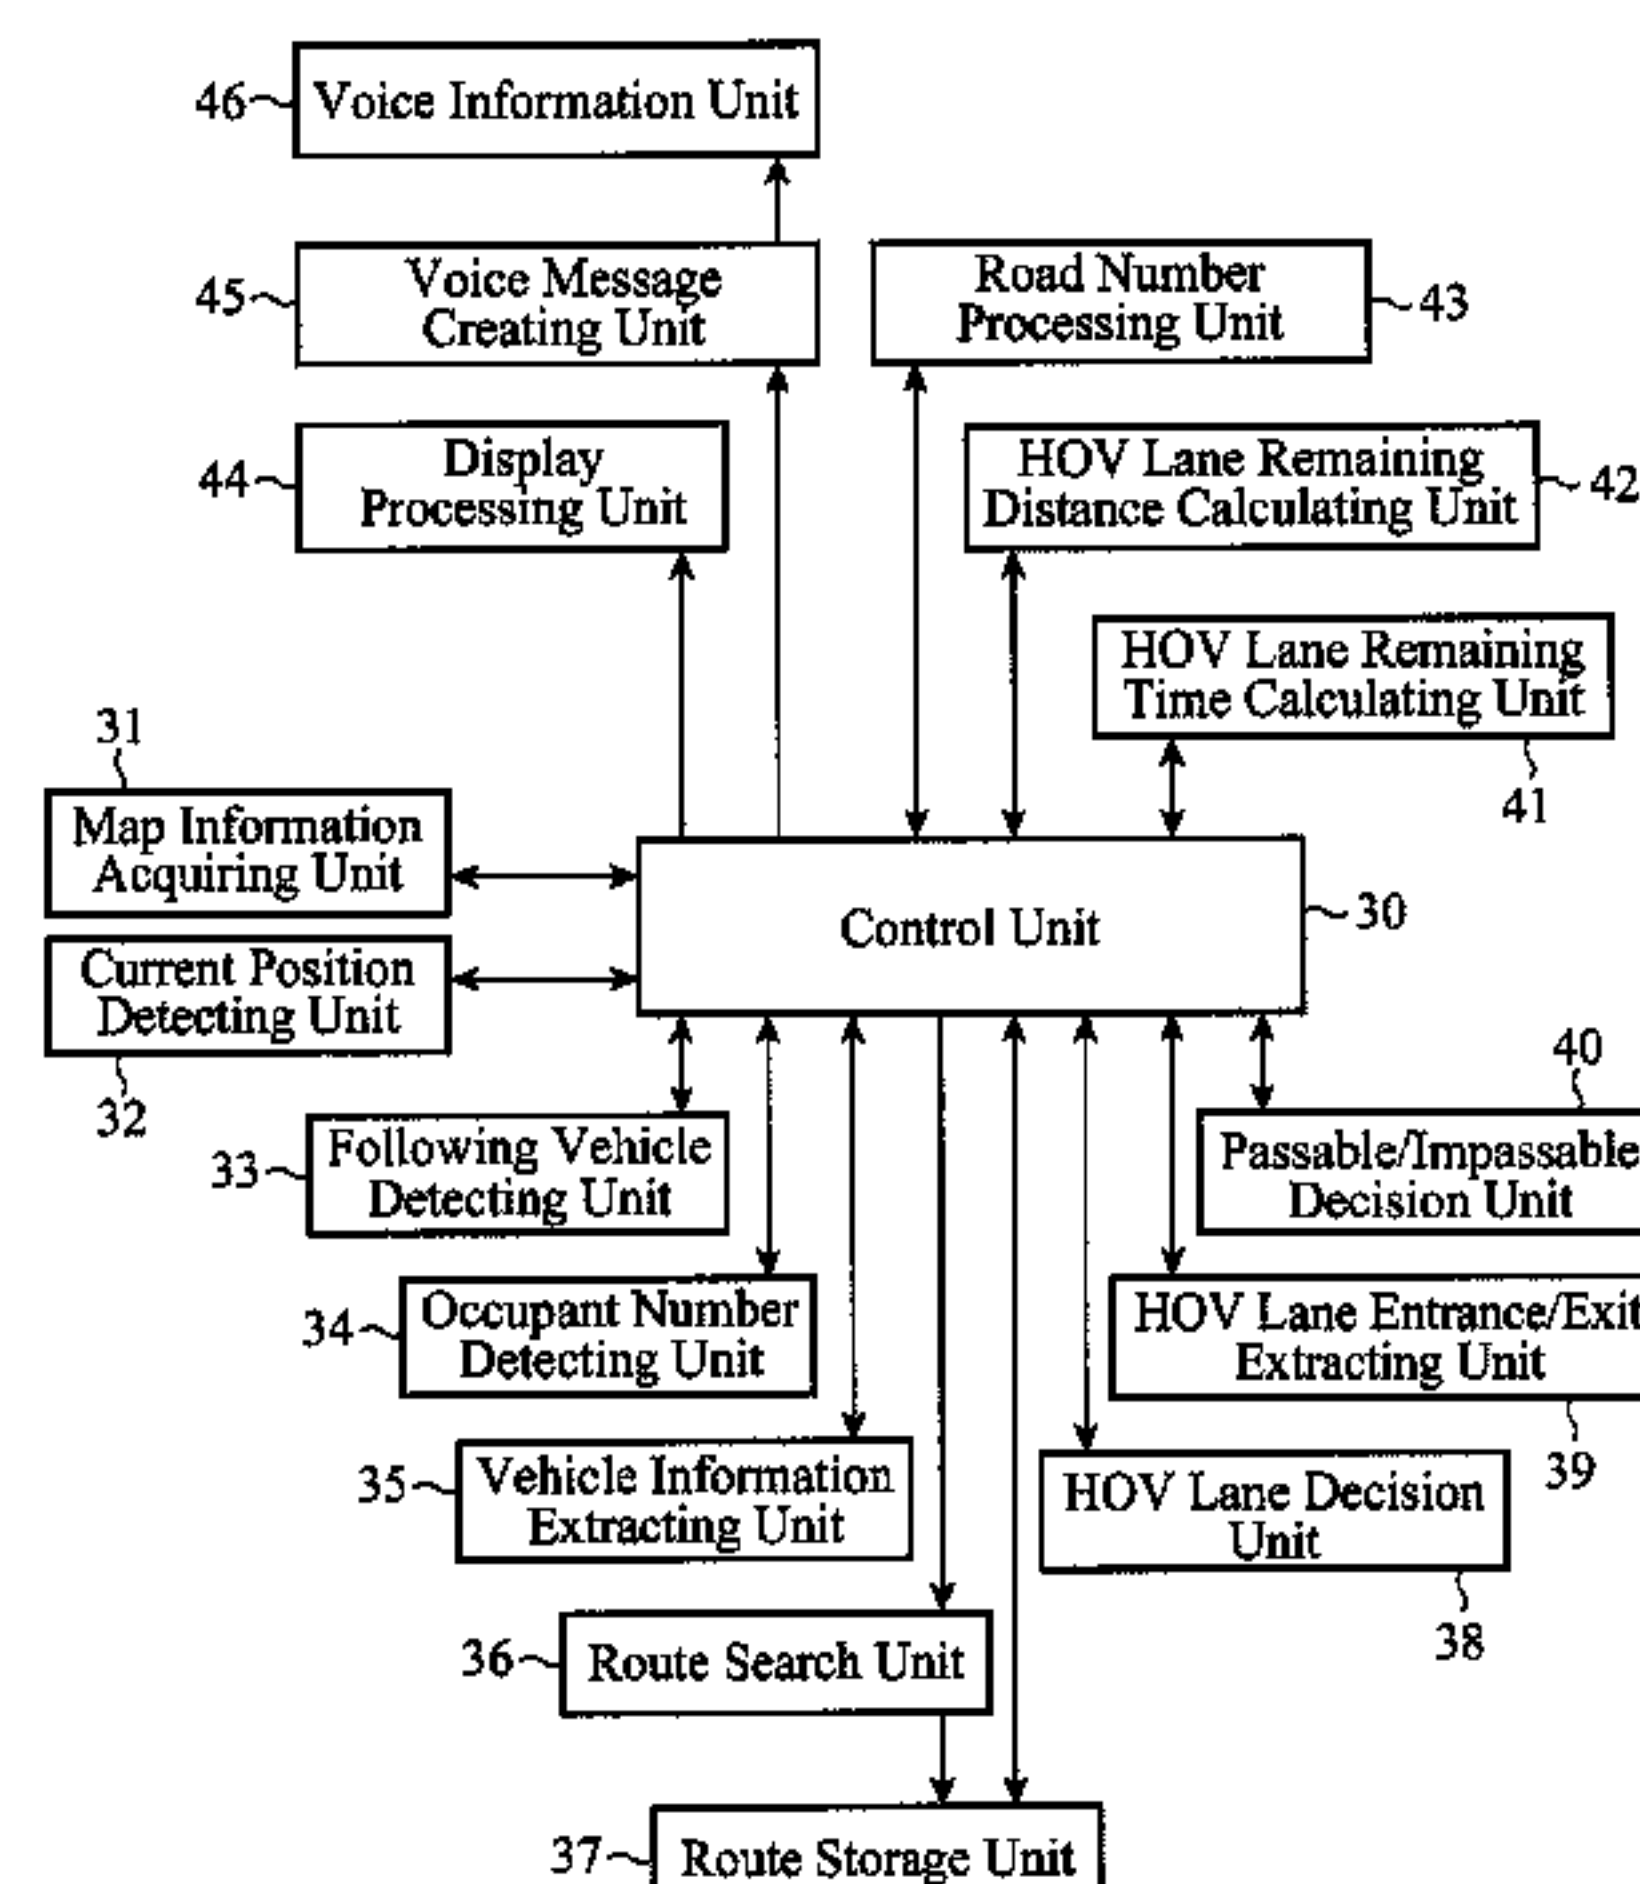 46
Voice Information Unit
45
Voice Message
Creating Unit
Road Number
Processing Unit
43
44
Display
Processing Unit
HOV Lane Remaining
Distance Calculating Unit
42
HOV Lane Remaining
Time Calculating Unit
41
31
Map Information
Acquiring Unit
Control Unit
30
Current Position
Detecting Unit
32
33
Following Vehicle
Detecting Unit
40
Passable/Impassable
Decision Unit
34
Occupant Number
Detecting Unit
HOV Lane Entrance/Exit
Extracting Unit
39
35
Vehicle Information
Extracting Unit
HOV Lane Decision
Unit
38
36
Route Search Unit
37
Route Storage Unit